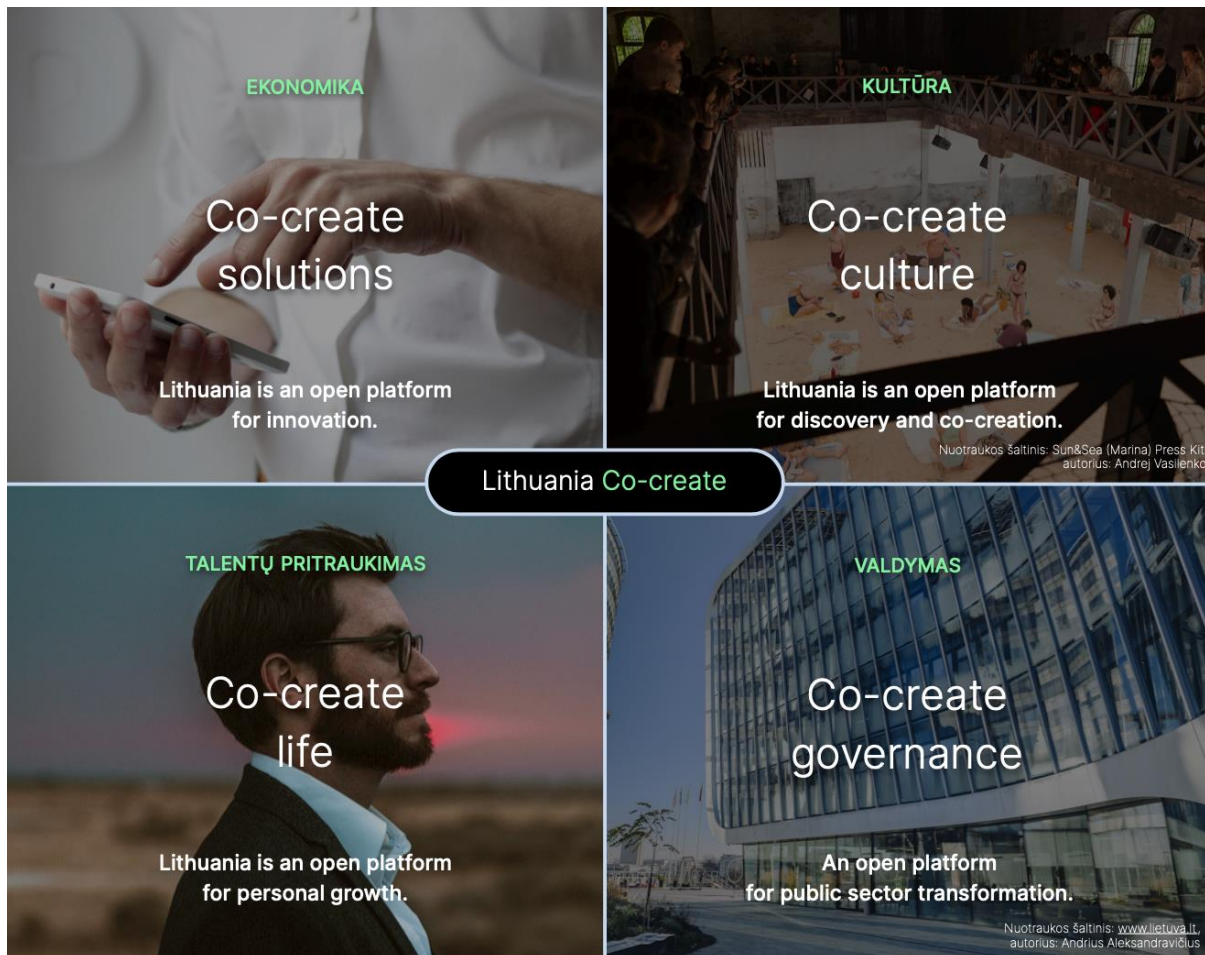 EKONOMIKA
Co-create
solutions
Lithuania is an open platform
for innovation.
KULTŪRA
Co-create
culture
Lithuania is an open platform
for discovery and co-creation.
Nuotraukos šaltinis: Sun&Sea (Marina) Press Kit
autorius: Andrej Vasilenko
Lithuania Co-create
TALENTŲ PRITRAUKIMAS
Co-create
life
Lithuania is an open platform
for personal growth.
VALDYMAS
Co-create
governance
An open platform
for public sector transformation.
Nuotraukos šaltinis: www.lietuva.lt,
autorius: Andrius Aleksandravičius